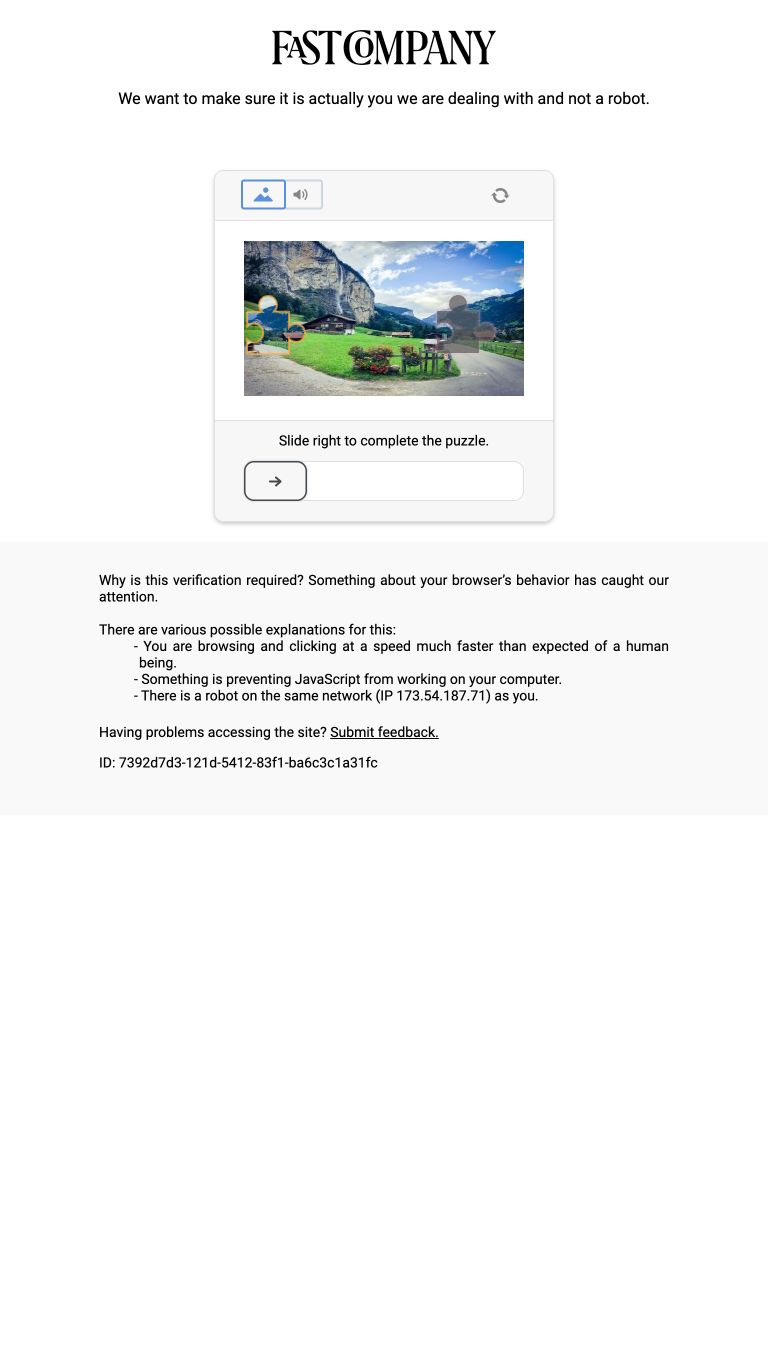 FAST COMPANY
We want to make sure it is actually you we are dealing with and not a robot.
Slide right to complete the puzzle.
Why is this verification required? Something about your browser’s behavior has caught our
attention.
There are various possible explanations for this:
- You are browsing and clicking at a speed much faster than expected of a human
being.
- Something is preventing JavaScript from working on your computer.
- There is a robot on the same network (IP 173.54.187.71) as you.
Having problems accessing the site? Submit feedback.
ID: 7392d7d3-121d-5412-83f1-ba6c3c1a31fc